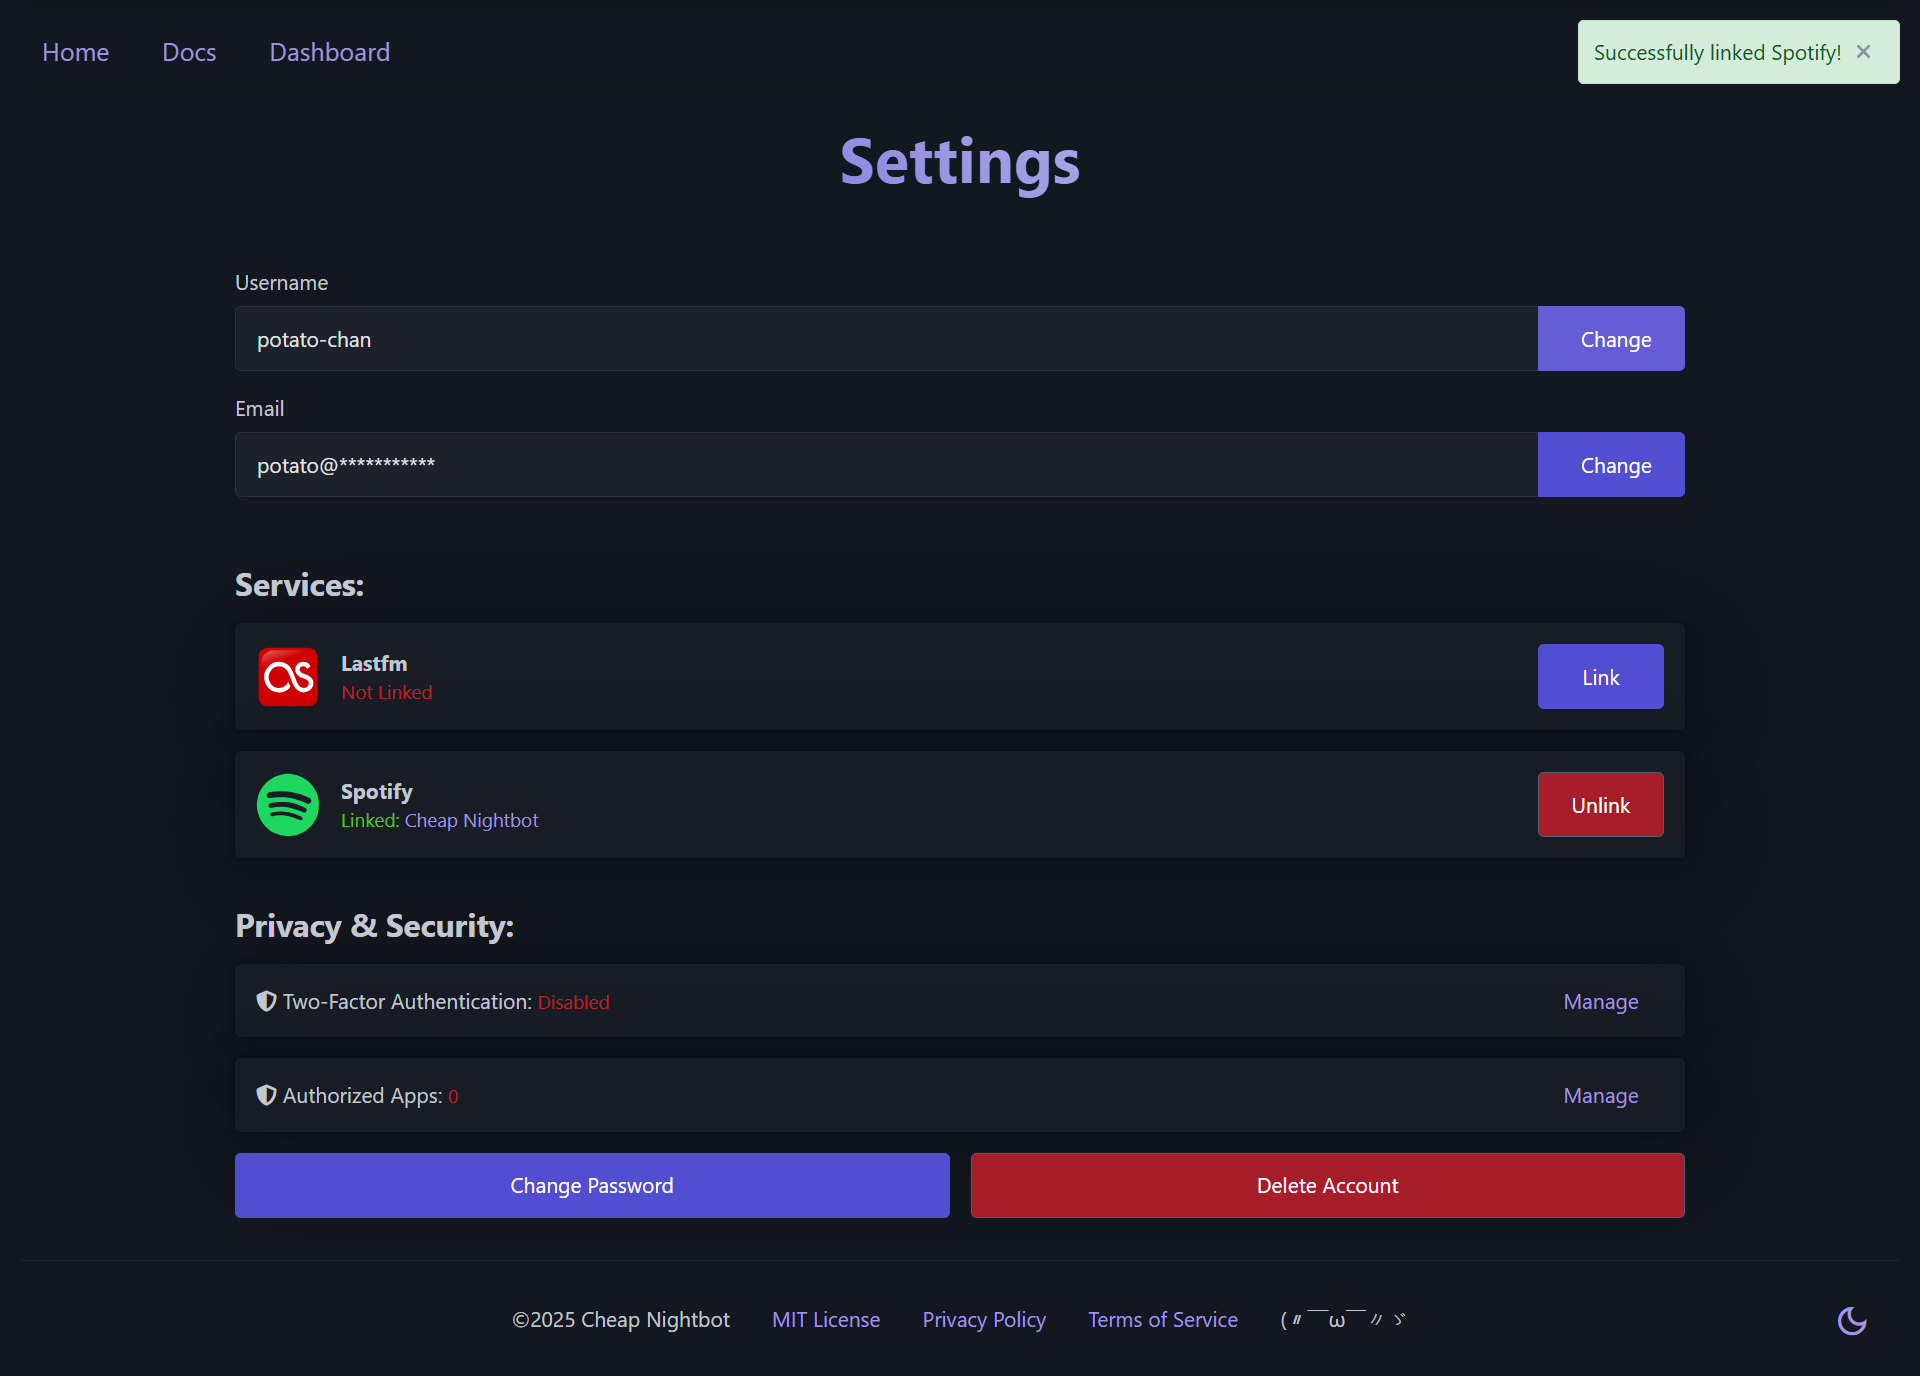 Home Docs Dashboard
Successfully linked Spotify! ×
Settings
Username
potato-chan Change
Email
potato@*********** Change
Services:
Lastfm
Not Linked
Link
Spotify
Linked: Cheap Nightbot
Unlink
Privacy & Security:
Two-Factor Authentication: Disabled Manage
Authorized Apps: 0 Manage
Change Password Delete Account
©2025 Cheap Nightbot MIT License Privacy Policy Terms of Service (〃￣ω￣〃ゞ